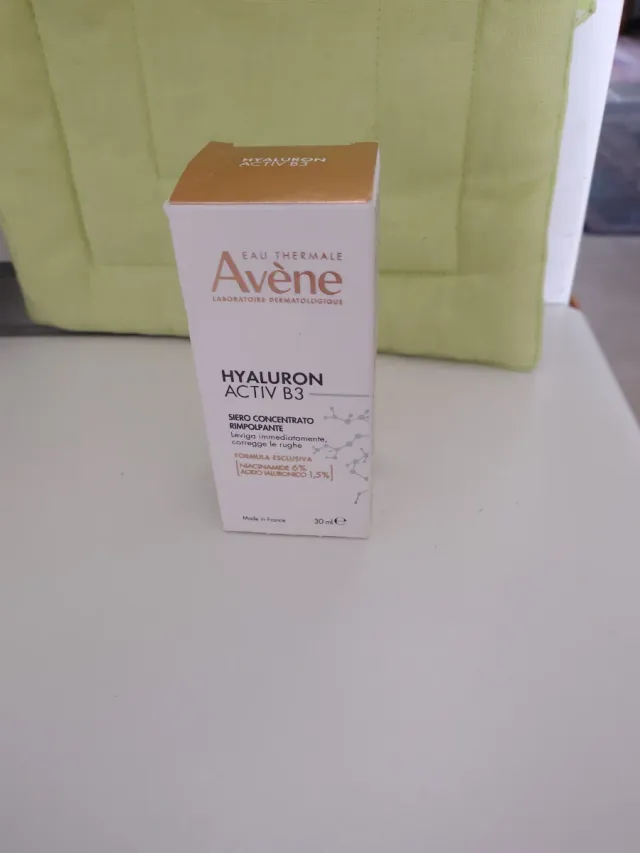 HYALURON
ACTIV B3
EAU THERMALE
Avène
LABORATOIRE DERMATOLOGIQUE
HYALURON
ACTIV B3
SIERO CONCENTRATO
RIMPOLPANTE
Leviga immediatamente,
corregge le rughe
FORMULA ESCLUSIVA
[NIACINAMIDE 6%
ACIDO IALURONICO 1,5%]
Made in France
30 ml ℮